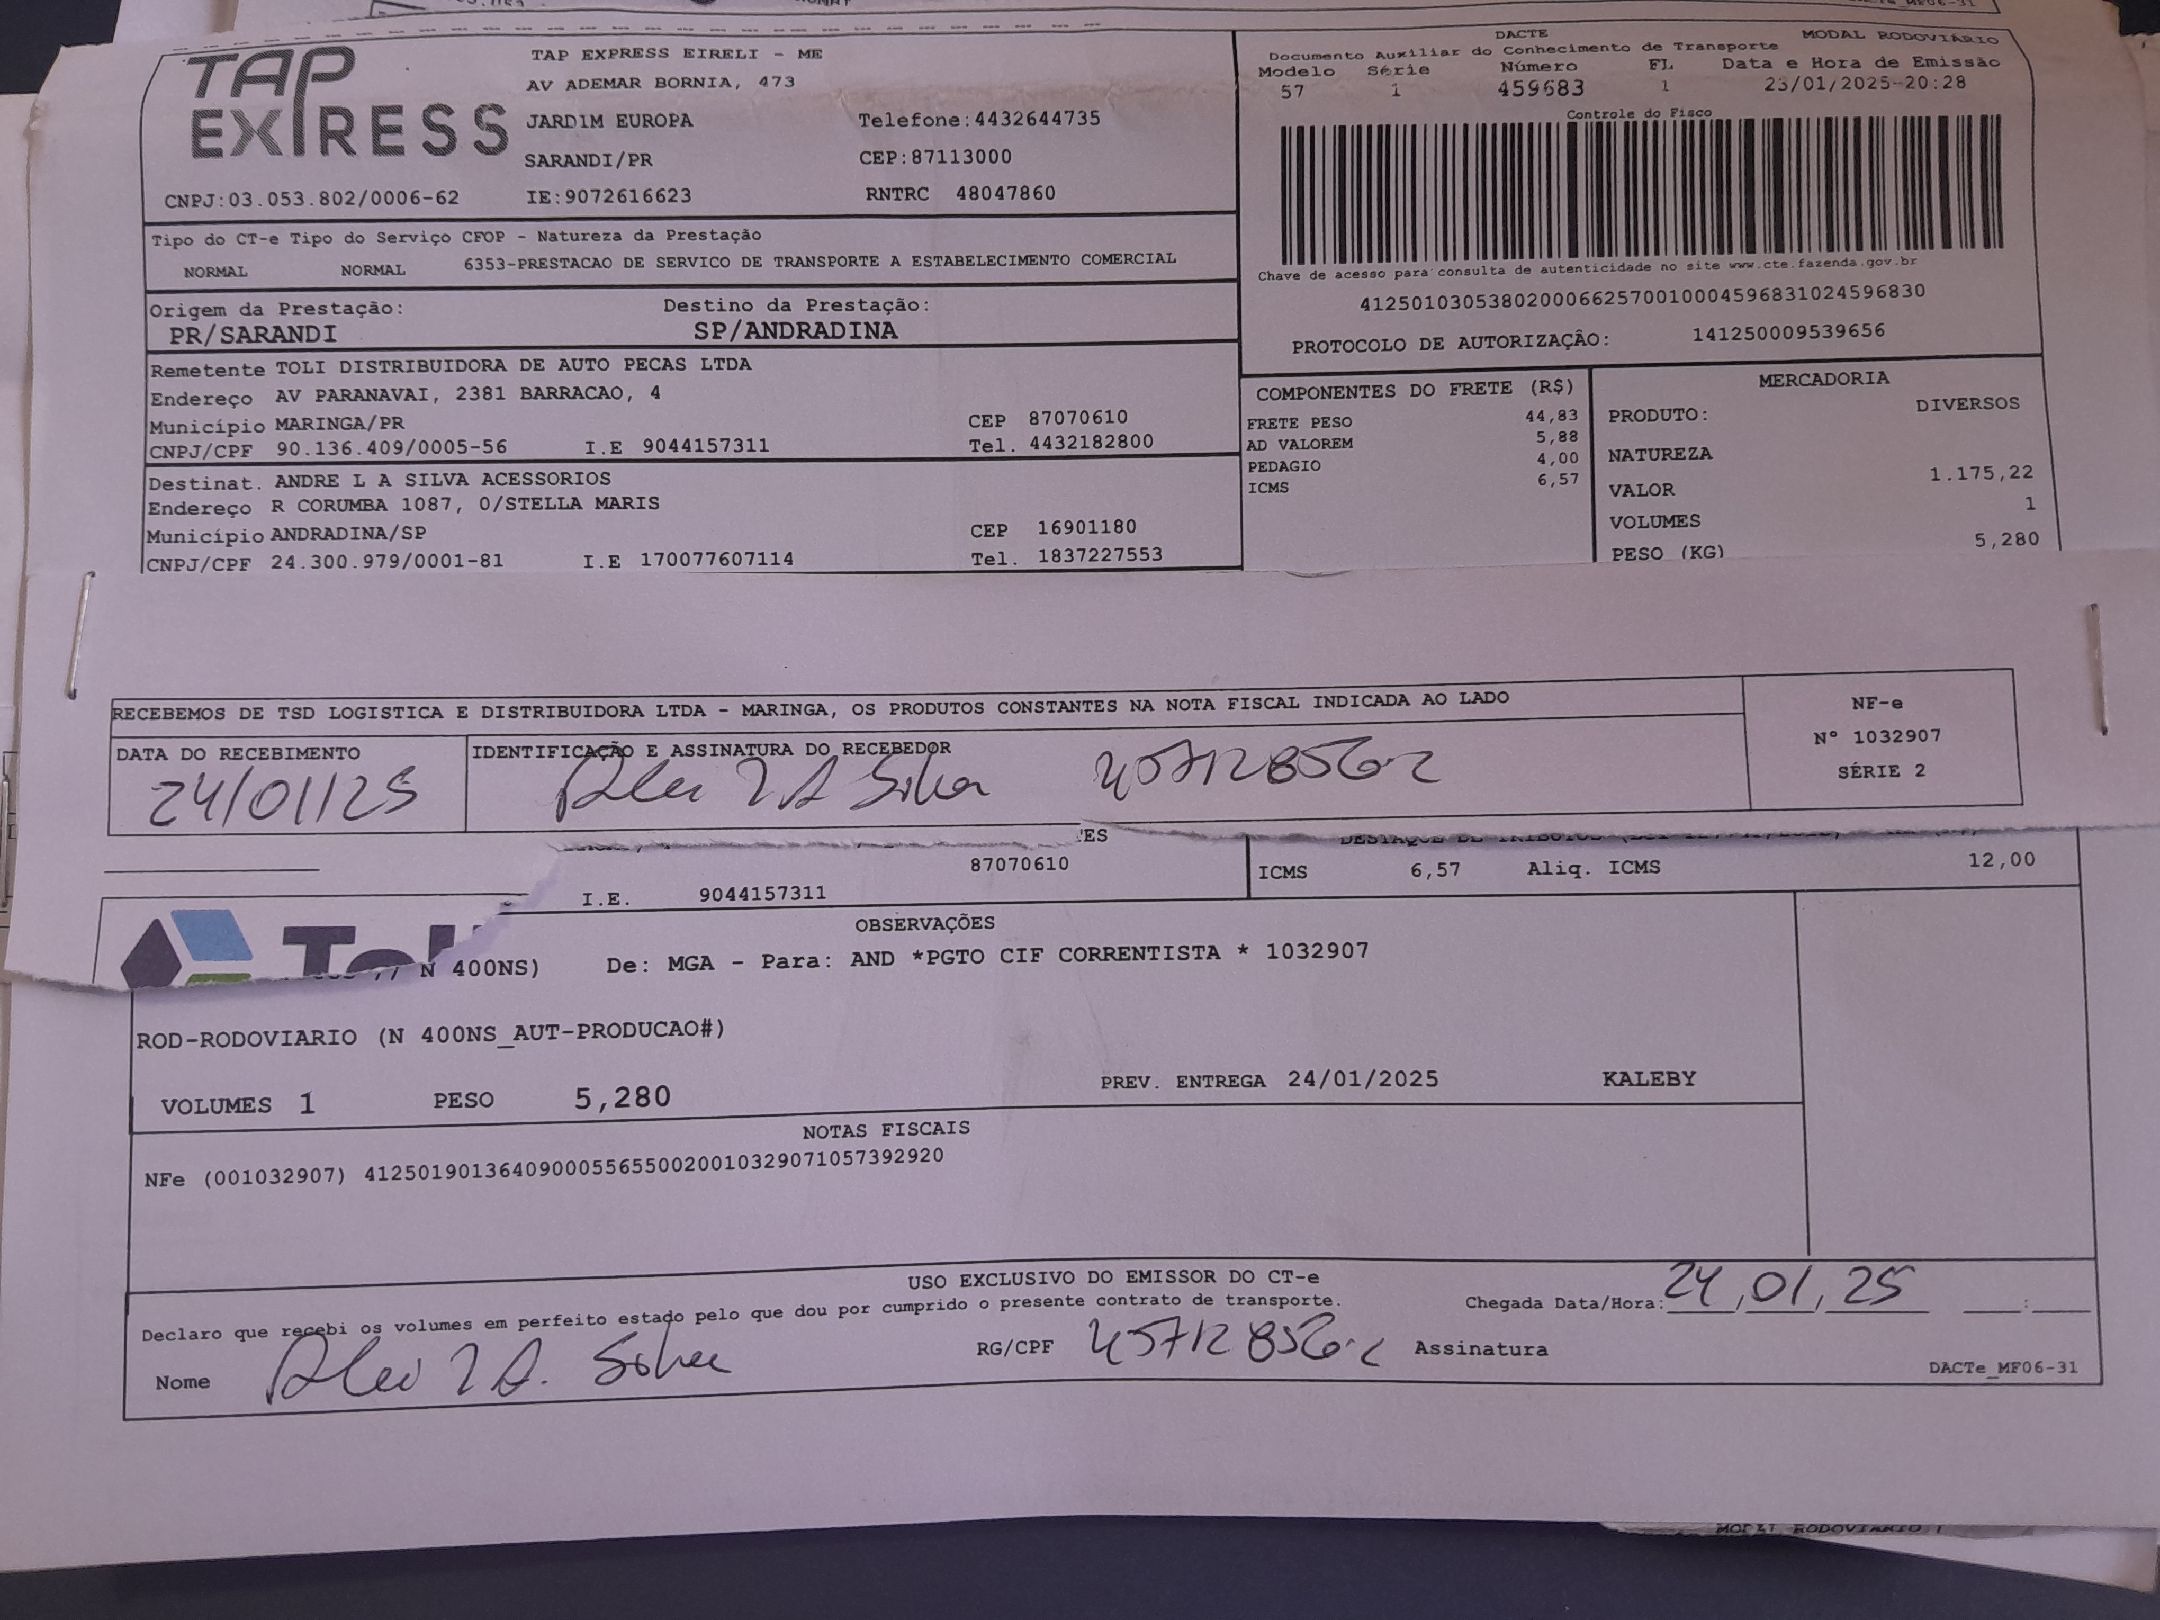 TAP EXPRESS
TAP EXPRESS EIRELI - ME
AV ADEMAR BORNIA, 473
JARDIM EUROPA Telefone:4432644735
SARANDI/PR CEP:87113000
CNPJ:03.053.802/0006-62 IE:9072616623 RNTRC 48047860
DACTE MODAL RODOVIÁRIO
Documento Auxiliar do Conhecimento de Transporte
Modelo Série Número FL Data e Hora de Emissão
57 1 459683 1 23/01/2025-20:28
Controle do Fisco
Chave de acesso para consulta de autenticidade no site www.cte.fazenda.gov.br
41250103053802000662570010004596831024596830
PROTOCOLO DE AUTORIZAÇÃO: 141250009539656
Tipo do CT-e Tipo do Serviço CFOP - Natureza da Prestação
NORMAL NORMAL 6353-PRESTACAO DE SERVICO DE TRANSPORTE A ESTABELECIMENTO COMERCIAL
Origem da Prestação: Destino da Prestação:
PR/SARANDI SP/ANDRADINA
Remetente TOLI DISTRIBUIDORA DE AUTO PECAS LTDA
Endereço AV PARANAVAI, 2381 BARRACAO, 4
Município MARINGA/PR CEP 87070610
CNPJ/CPF 90.136.409/0005-56 I.E 9044157311 Tel. 4432182800
Destinat. ANDRE L A SILVA ACESSORIOS
Endereço R CORUMBA 1087, 0/STELLA MARIS
Município ANDRADINA/SP CEP 16901180
CNPJ/CPF 24.300.979/0001-81 I.E 170077607114 Tel. 1837227553
COMPONENTES DO FRETE (R$)
FRETE PESO 44,83
AD VALOREM 5,88
PEDAGIO 4,00
ICMS 6,57
MERCADORIA
PRODUTO: DIVERSOS
NATUREZA
VALOR 1.175,22
VOLUMES 1
PESO (KG) 5,280
RECEBEMOS DE TSD LOGISTICA E DISTRIBUIDORA LTDA - MARINGA, OS PRODUTOS CONSTANTES NA NOTA FISCAL INDICADA AO LADO
NF-e
Nº 1032907
SÉRIE 2
DATA DO RECEBIMENTO IDENTIFICAÇÃO E ASSINATURA DO RECEBEDOR
24/01/25 Silva
87070610
I.E. 9044157311
ICMS 6,57 Aliq. ICMS 12,00
OBSERVAÇÕES
N 400NS) De: MGA - Para: AND *PGTO CIF CORRENTISTA * 1032907
ROD-RODOVIARIO (N 400NS_AUT-PRODUCAO#)
VOLUMES 1 PESO 5,280 PREV. ENTREGA 24/01/2025 KALEBY
NOTAS FISCAIS
NFe (001032907) 41250190136409000556550020010329071057392920
USO EXCLUSIVO DO EMISSOR DO CT-e
Declaro que recebi os volumes em perfeito estado pelo que dou por cumprido o presente contrato de transporte. Chegada Data/Hora: 24,01,25 :
Nome Silva RG/CPF Assinatura
DACTe_MF06-31